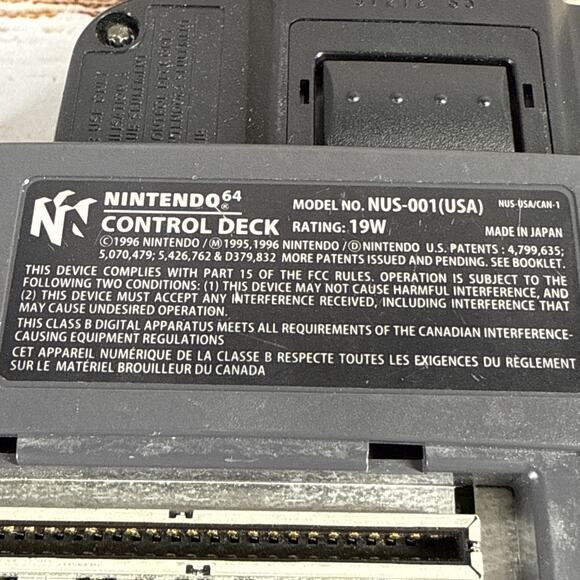 NINTENDO 64®
CONTROL DECK
MODEL NO. NUS-001(USA)
NUS-USA/CAN-1
RATING: 19W
MADE IN JAPAN
Ⓒ1996 NINTENDO/Ⓜ1995,1996 NINTENDO/ⒹNINTENDO U.S. PATENTS : 4,799,635;
5,070,479; 5,426,762 & D379,832 MORE PATENTS ISSUED AND PENDING. SEE BOOKLET.
THIS DEVICE COMPLIES WITH PART 15 OF THE FCC RULES. OPERATION IS SUBJECT TO THE
FOLLOWING TWO CONDITIONS: (1) THIS DEVICE MAY NOT CAUSE HARMFUL INTERFERENCE, AND
(2) THIS DEVICE MUST ACCEPT ANY INTERFERENCE RECEIVED, INCLUDING INTERFERENCE THAT
MAY CAUSE UNDESIRED OPERATION.
THIS CLASS B DIGITAL APPARATUS MEETS ALL REQUIREMENTS OF THE CANADIAN INTERFERENCE-
CAUSING EQUIPMENT REGULATIONS
CET APPAREIL NUMÉRIQUE DE LA CLASSE B RESPECTE TOUTES LES EXIGENCES DU RÈGLEMENT
SUR LE MATÉRIEL BROUILLEUR DU CANADA